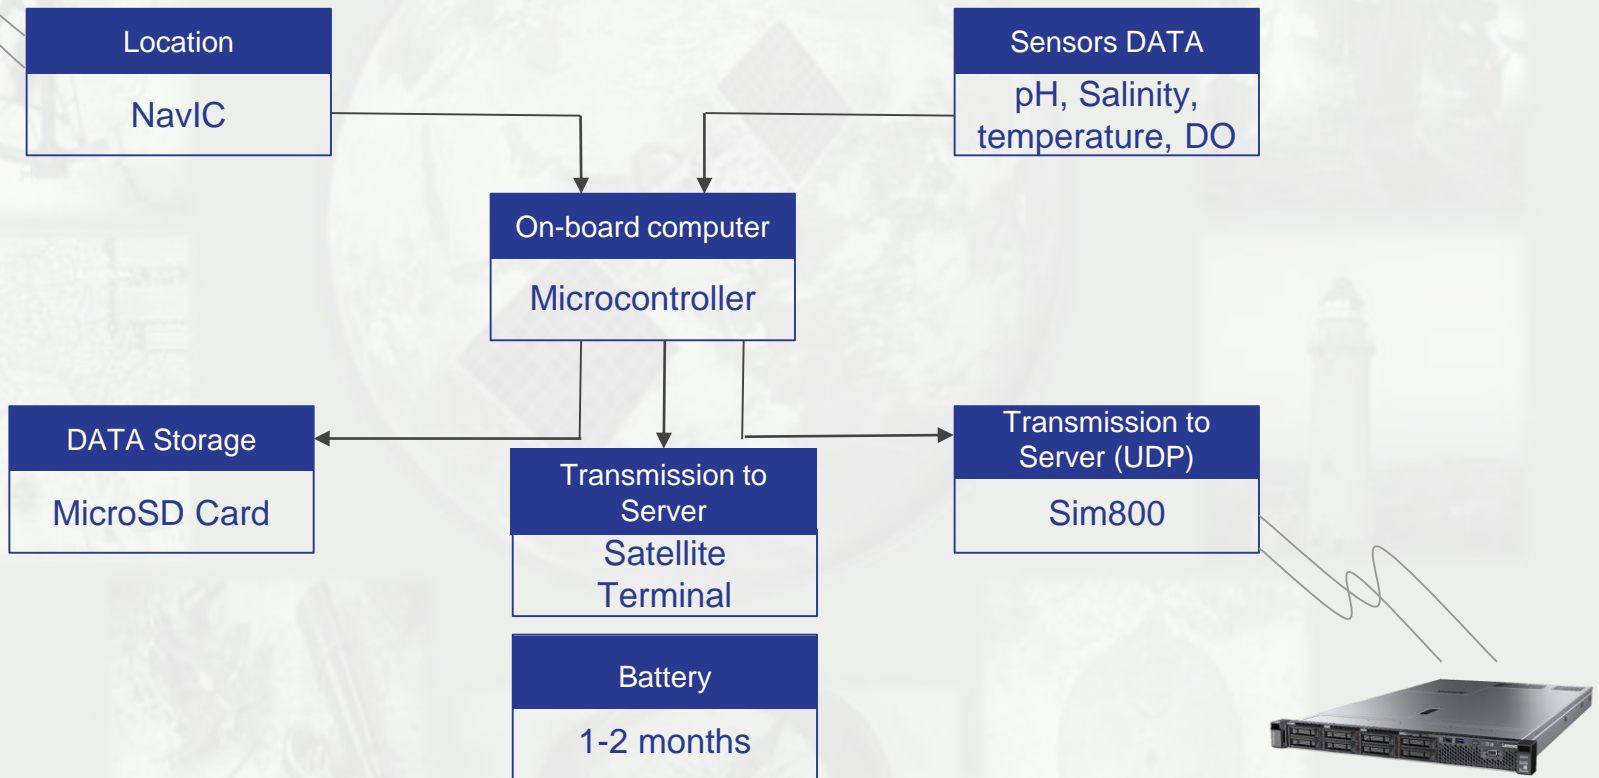 Location
NavIC
Sensors DATA
pH, Salinity,
temperature, DO
On-board computer
Microcontroller
DATA Storage
MicroSD Card
Transmission to
Server
Satellite
Terminal
Transmission to
Server (UDP)
Sim800
Battery
1-2 months